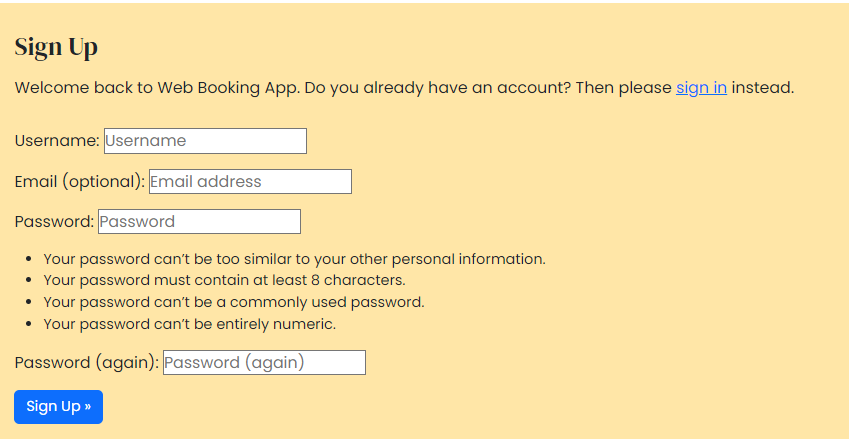 Sign Up
Welcome back to Web Booking App. Do you already have an account? Then please sign in instead.
Username: Username
Email (optional): Email address
Password: Password
• Your password can’t be too similar to your other personal information.
• Your password must contain at least 8 characters.
• Your password can’t be a commonly used password.
• Your password can’t be entirely numeric.
Password (again): Password (again)
Sign Up »